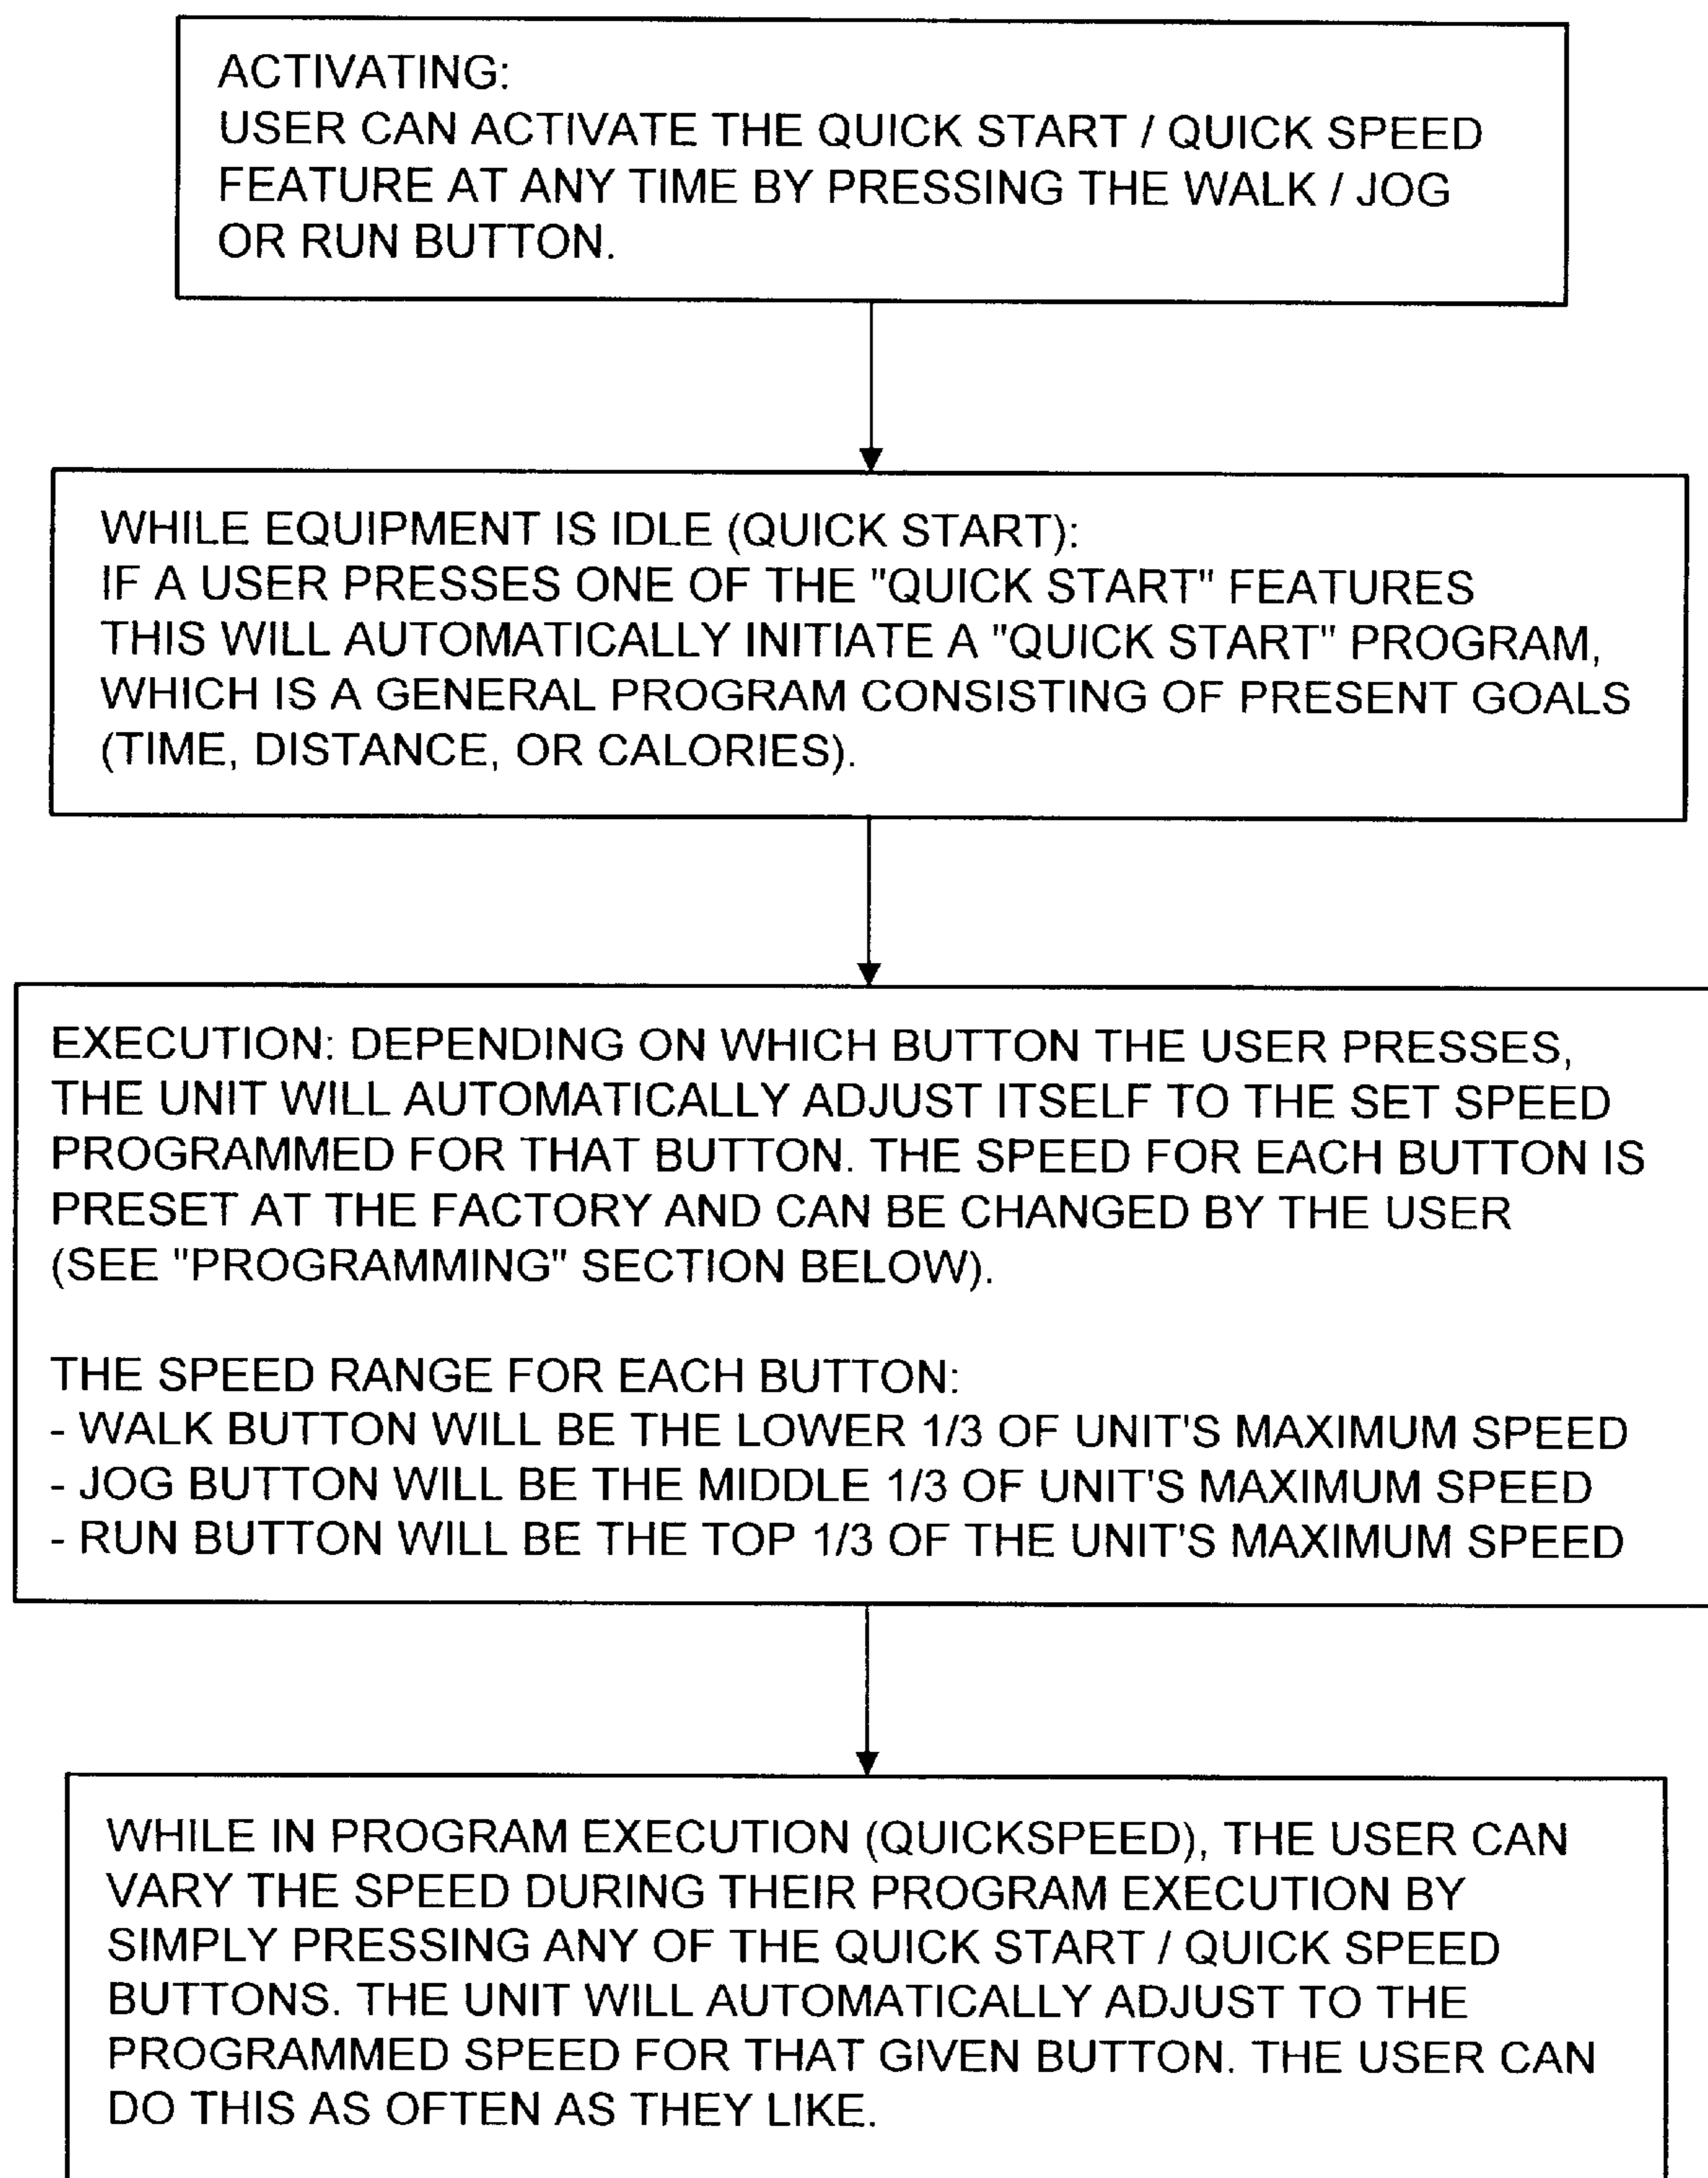 ACTIVATING:
USER CAN ACTIVATE THE QUICK START / QUICK SPEED
FEATURE AT ANY TIME BY PRESSING THE WALK / JOG
OR RUN BUTTON.
WHILE EQUIPMENT IS IDLE (QUICK START):
IF A USER PRESSES ONE OF THE "QUICK START" FEATURES
THIS WILL AUTOMATICALLY INITIATE A "QUICK START" PROGRAM,
WHICH IS A GENERAL PROGRAM CONSISTING OF PRESENT GOALS
(TIME, DISTANCE, OR CALORIES).
EXECUTION: DEPENDING ON WHICH BUTTON THE USER PRESSES,
THE UNIT WILL AUTOMATICALLY ADJUST ITSELF TO THE SET SPEED
PROGRAMMED FOR THAT BUTTON. THE SPEED FOR EACH BUTTON IS
PRESET AT THE FACTORY AND CAN BE CHANGED BY THE USER
(SEE "PROGRAMMING" SECTION BELOW).
THE SPEED RANGE FOR EACH BUTTON:
- WALK BUTTON WILL BE THE LOWER 1/3 OF UNIT'S MAXIMUM SPEED
- JOG BUTTON WILL BE THE MIDDLE 1/3 OF UNIT'S MAXIMUM SPEED
- RUN BUTTON WILL BE THE TOP 1/3 OF THE UNIT'S MAXIMUM SPEED
WHILE IN PROGRAM EXECUTION (QUICKSPEED), THE USER CAN
VARY THE SPEED DURING THEIR PROGRAM EXECUTION BY
SIMPLY PRESSING ANY OF THE QUICK START / QUICK SPEED
BUTTONS. THE UNIT WILL AUTOMATICALLY ADJUST TO THE
PROGRAMMED SPEED FOR THAT GIVEN BUTTON. THE USER CAN
DO THIS AS OFTEN AS THEY LIKE.